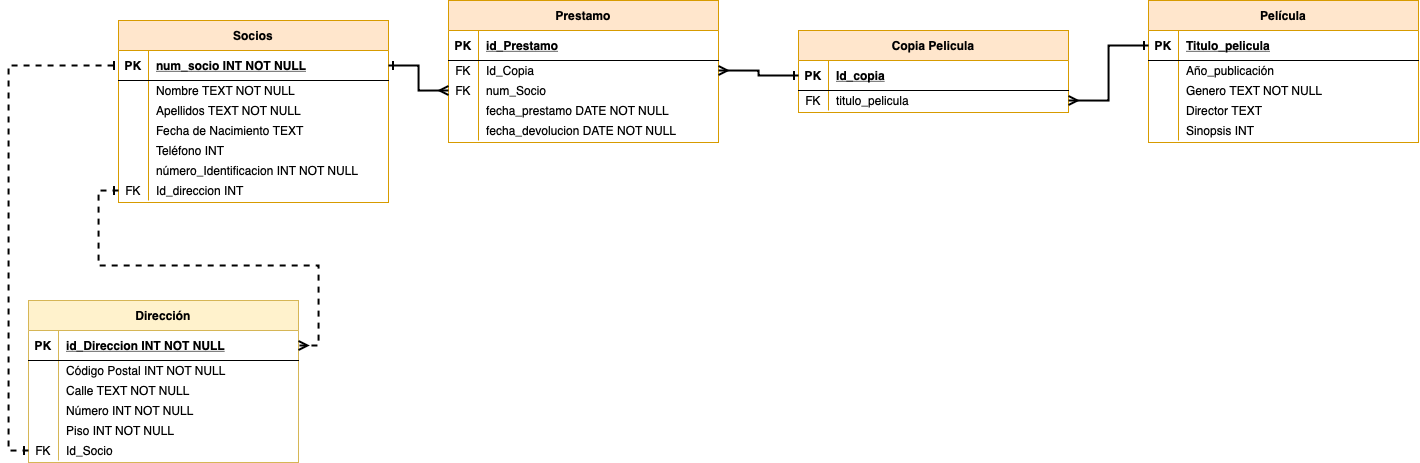 Socios
PK num_socio INT NOT NULL
Nombre TEXT NOT NULL
Apellidos TEXT NOT NULL
Fecha de Nacimiento TEXT
Teléfono INT
número_Identificacion INT NOT NULL
FK Id_direccion INT
Prestamo
PK id_Prestamo
FK Id_Copia
FK num_Socio
fecha_prestamo DATE NOT NULL
fecha_devolucion DATE NOT NULL
Copia Pelicula
PK Id_copia
FK titulo_pelicula
Película
PK Titulo_pelicula
Año_publicación
Genero TEXT NOT NULL
Director TEXT
Sinopsis INT
Dirección
PK id_Direccion INT NOT NULL
Código Postal INT NOT NULL
Calle TEXT NOT NULL
Número INT NOT NULL
Piso INT NOT NULL
FK Id_Socio